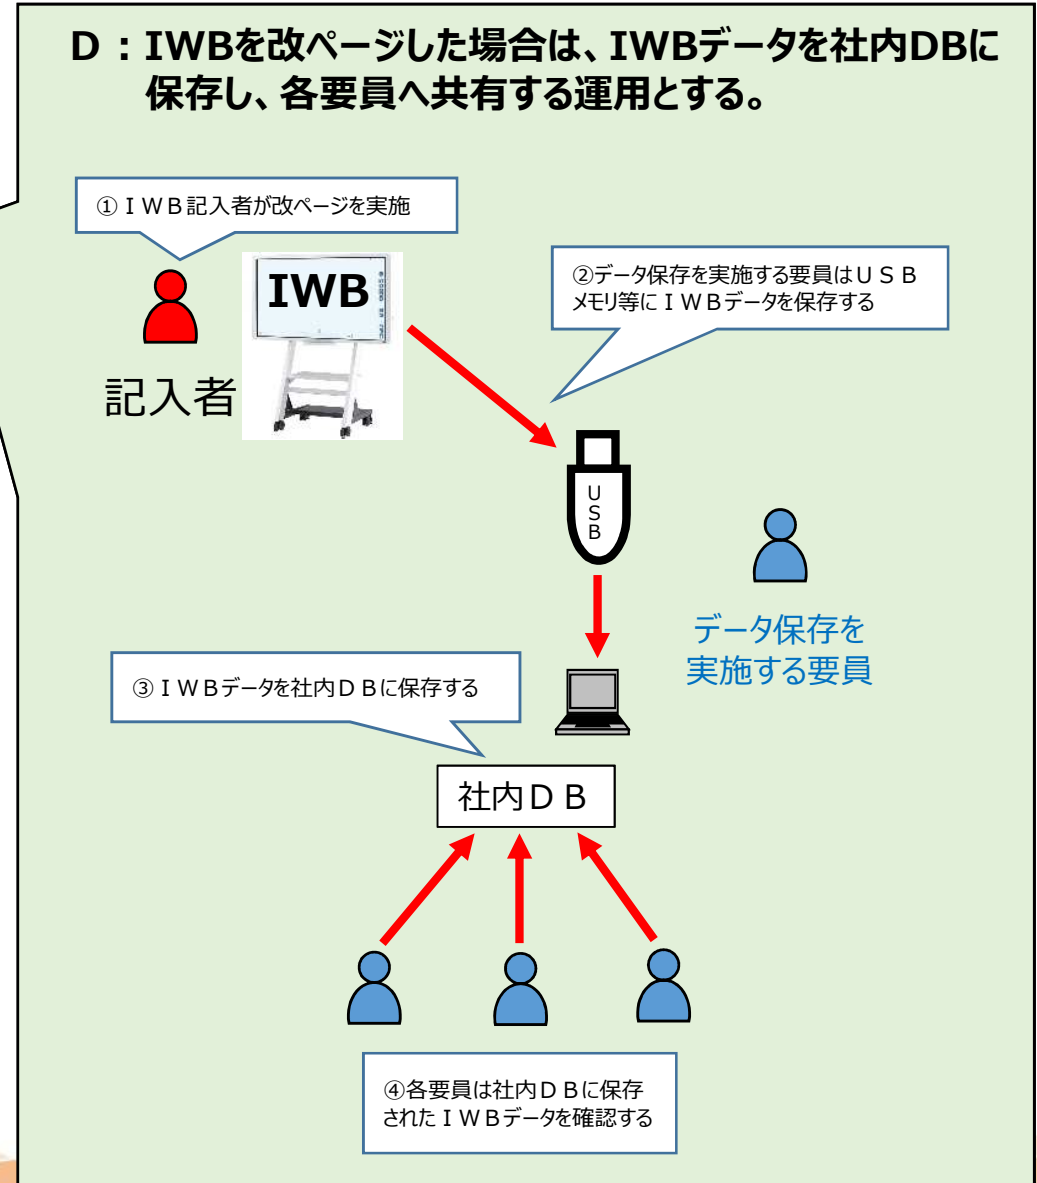 D：IWBを改ページした場合は、IWBデータを社内DBに
保存し、各要員へ共有する運用とする。
①ＩＷＢ記入者が改ページを実施
IWB
②データ保存を実施する要員はＵＳＢ
メモリ等にＩＷＢデータを保存する
記入者
U
S
B
データ保存を
実施する要員
③ＩＷＢデータを社内ＤＢに保存する
社内ＤＢ
④各要員は社内ＤＢに保存
されたＩＷＢデータを確認する